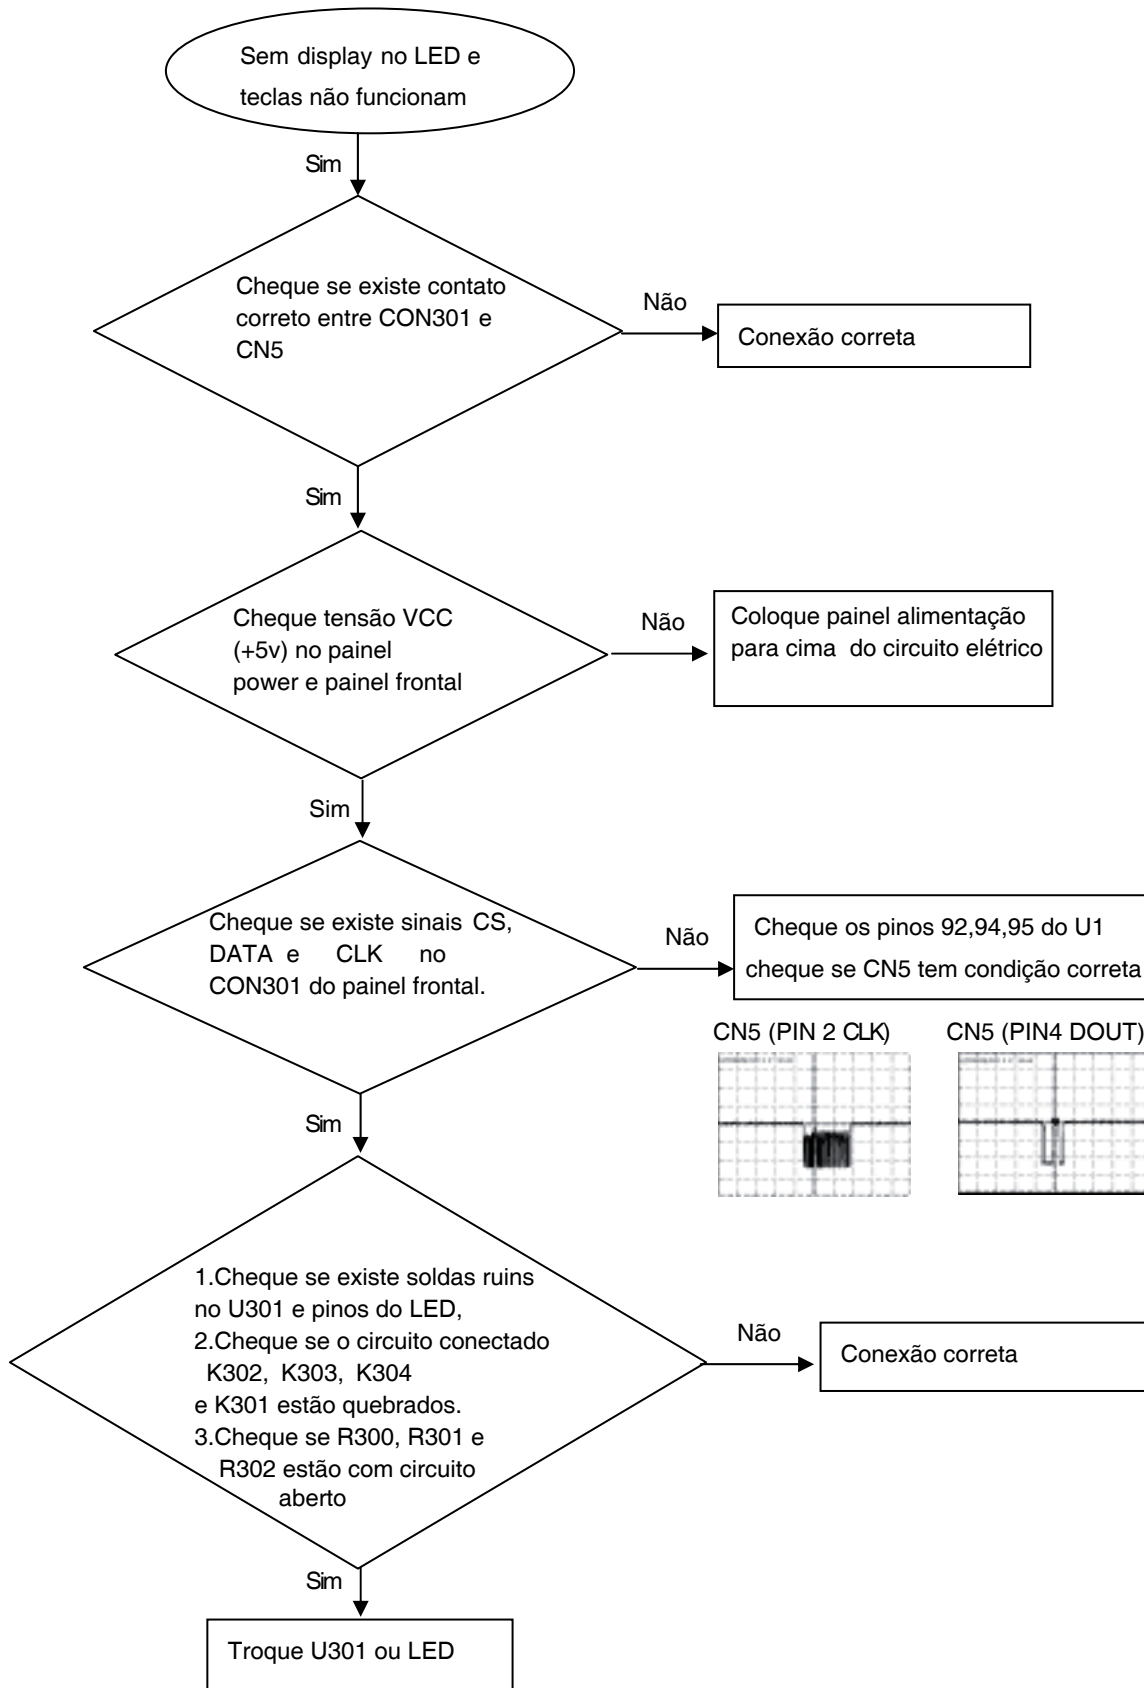 Sem display no LED e
teclas não funcionam
Sim
Cheque se existe contato
correto entre CON301 e
CN5
Não
Conexão correta
Sim
Cheque tensão VCC
(+5v) no painel
power e painel frontal
Não
Coloque painel alimentação
para cima do circuito elétrico
Sim
Cheque se existe sinais CS,
DATA e CLK no
CON301 do painel frontal.
Não
Cheque os pinos 92,94,95 do U1
cheque se CN5 tem condição correta
CN5 (PIN 2 CLK)
CN5 (PIN4 DOUT)
Sim
1.Cheque se existe soldas ruins
no U301 e pinos do LED,
2.Cheque se o circuito conectado
K302, K303, K304
e K301 estão quebrados.
3.Cheque se R300, R301 e
R302 estão com circuito
aberto
Não
Conexão correta
Sim
Troque U301 ou LED